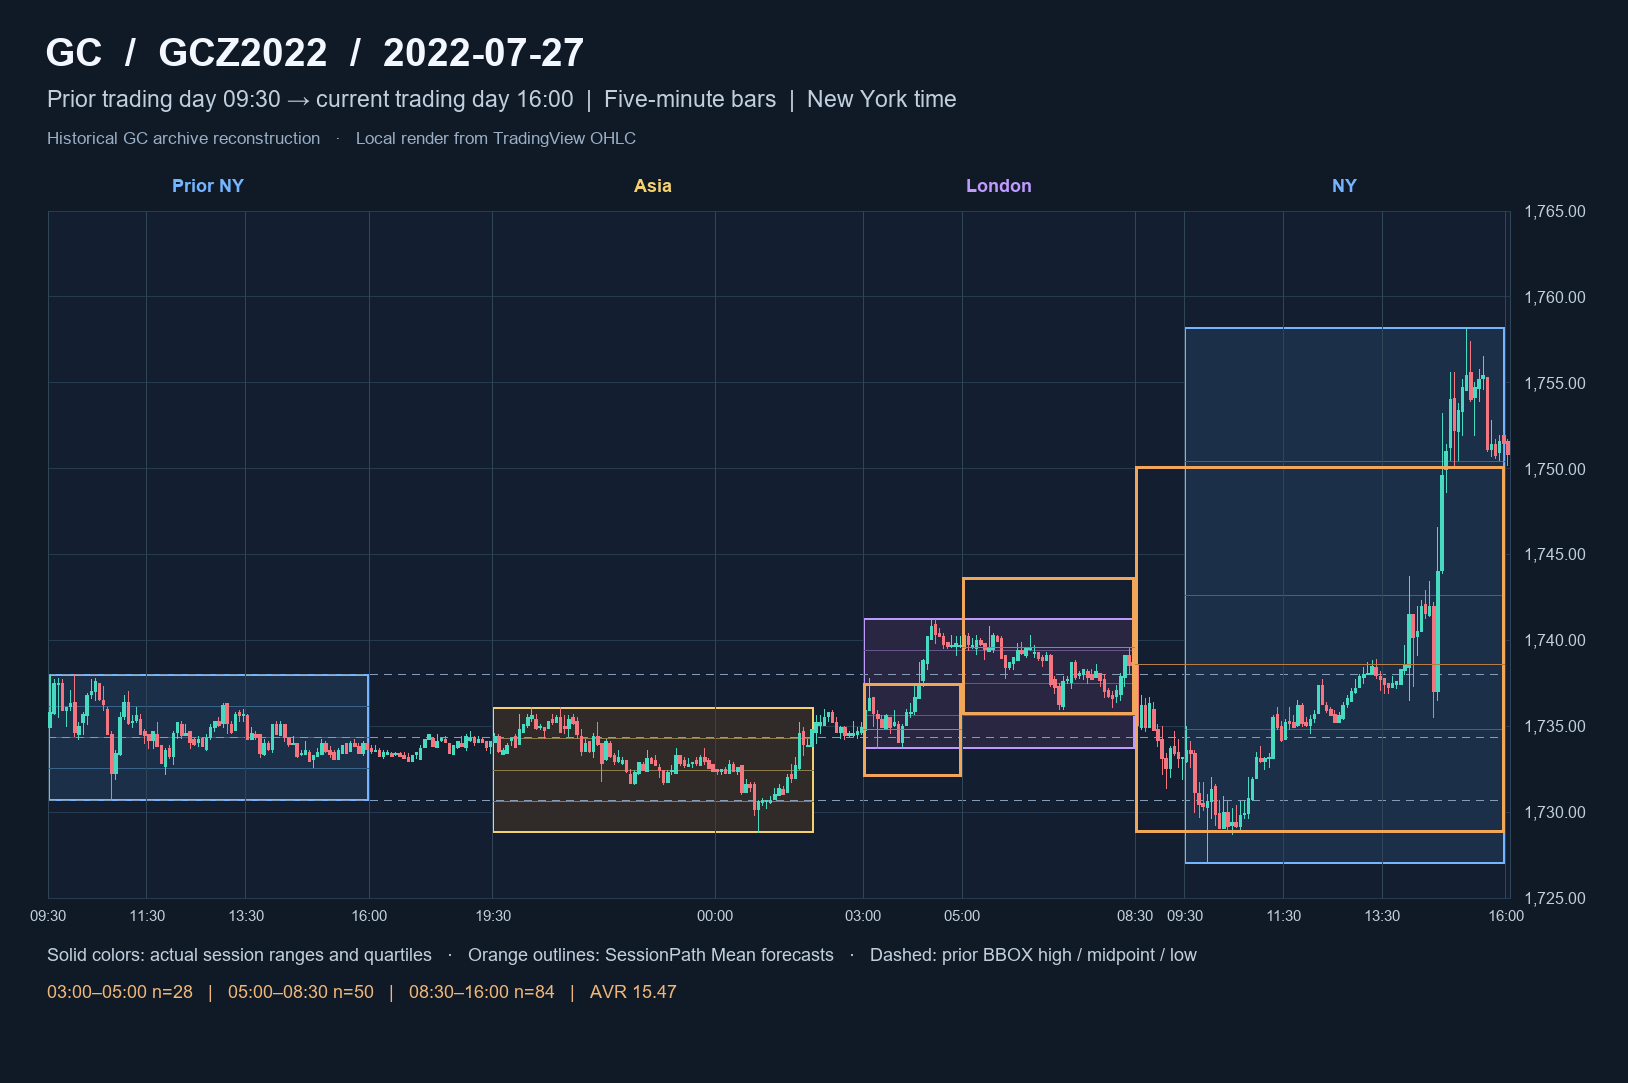 GC / GCZ2022 / 2022-07-27
Prior trading day 09:30 → current trading day 16:00 | Five-minute bars | New York time
Historical GC archive reconstruction · Local render from TradingView OHLC
Prior NY Asia London NY
1,765.00
1,760.00
1,755.00
1,750.00
1,745.00
1,740.00
1,735.00
1,730.00
1,725.00
09:30 11:30 13:30 16:00 19:30 00:00 03:00 05:00 08:30 09:30 11:30 13:30 16:00
Solid colors: actual session ranges and quartiles · Orange outlines: SessionPath Mean forecasts · Dashed: prior BBOX high / midpoint / low
03:00–05:00 n=28 | 05:00–08:30 n=50 | 08:30–16:00 n=84 | AVR 15.47